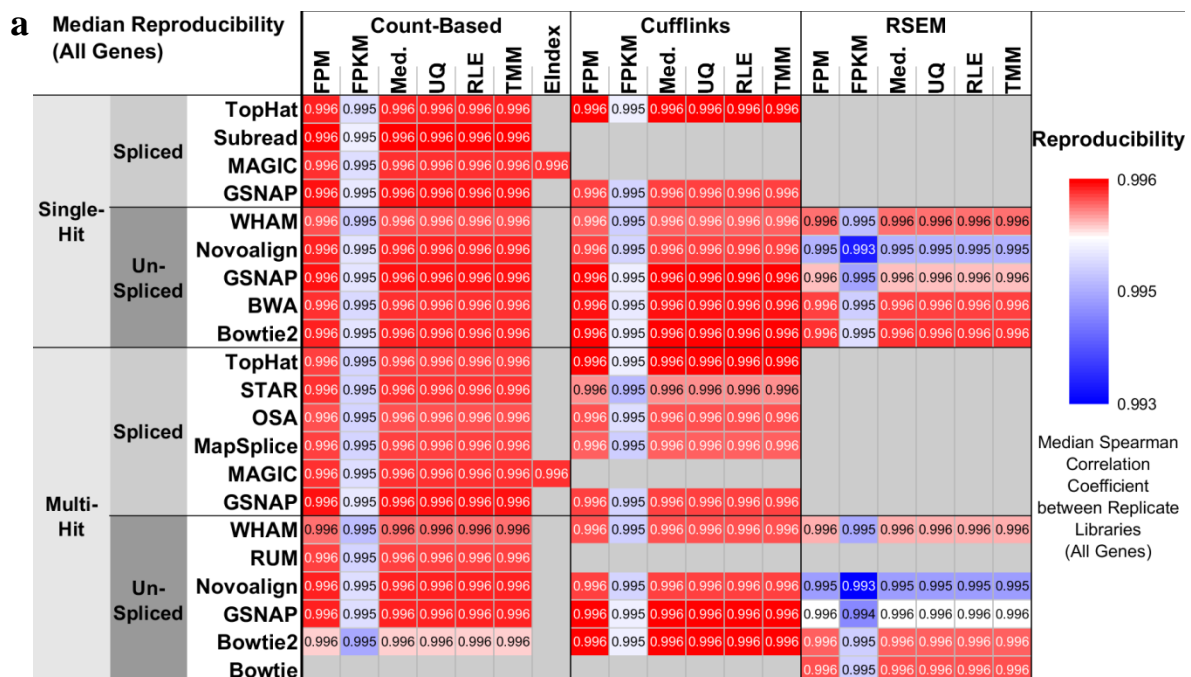 a Median Reproducibility (All Genes)
Count-Based Cufflinks RSEM
FPM FPKM Med. UQ RLE TMM EIndex FPM FPKM Med. UQ RLE TMM FPM FPKM Med. UQ RLE TMM
Single-Hit
Spliced
TopHat 0.996 0.995 0.996 0.996 0.996 0.996 0.996 0.995 0.996 0.996 0.996 0.996
Subread 0.996 0.995 0.996 0.996 0.996 0.996
MAGIC 0.996 0.995 0.996 0.996 0.996 0.996 0.996
GSNAP 0.996 0.995 0.996 0.996 0.996 0.996 0.996 0.995 0.996 0.996 0.996 0.996
Un-Spliced
WHAM 0.996 0.995 0.996 0.996 0.996 0.996 0.996 0.995 0.996 0.996 0.996 0.996 0.996 0.995 0.996 0.996 0.996 0.996
Novoalign 0.996 0.995 0.996 0.996 0.996 0.996 0.996 0.995 0.996 0.996 0.996 0.996 0.995 0.993 0.995 0.995 0.995 0.995
GSNAP 0.996 0.995 0.996 0.996 0.996 0.996 0.996 0.995 0.996 0.996 0.996 0.996 0.996 0.995 0.996 0.996 0.996 0.996
BWA 0.996 0.995 0.996 0.996 0.996 0.996 0.996 0.995 0.996 0.996 0.996 0.996 0.996 0.995 0.996 0.996 0.996 0.996
Bowtie2 0.996 0.995 0.996 0.996 0.996 0.996 0.996 0.995 0.996 0.996 0.996 0.996 0.996 0.995 0.996 0.996 0.996 0.996
Multi-Hit
Spliced
TopHat 0.996 0.995 0.996 0.996 0.996 0.996 0.996 0.995 0.996 0.996 0.996 0.996
STAR 0.996 0.995 0.996 0.996 0.996 0.996 0.996 0.995 0.996 0.996 0.996 0.996
OSA 0.996 0.995 0.996 0.996 0.996 0.996 0.996 0.995 0.996 0.996 0.996 0.996
MapSplice 0.996 0.995 0.996 0.996 0.996 0.996 0.996 0.995 0.996 0.996 0.996 0.996
MAGIC 0.996 0.995 0.996 0.996 0.996 0.996 0.996
GSNAP 0.996 0.995 0.996 0.996 0.996 0.996 0.996 0.995 0.996 0.996 0.996 0.996
Un-Spliced
WHAM 0.996 0.995 0.996 0.996 0.996 0.996 0.996 0.995 0.996 0.996 0.996 0.996 0.996 0.995 0.996 0.996 0.996 0.996
RUM 0.996 0.995 0.996 0.996 0.996 0.996
Novoalign 0.996 0.995 0.996 0.996 0.996 0.996 0.996 0.995 0.996 0.996 0.996 0.996 0.995 0.993 0.995 0.995 0.995 0.995
GSNAP 0.996 0.995 0.996 0.996 0.996 0.996 0.996 0.995 0.996 0.996 0.996 0.996 0.996 0.994 0.996 0.996 0.996 0.996
Bowtie2 0.996 0.995 0.996 0.996 0.996 0.996 0.996 0.995 0.996 0.996 0.996 0.996 0.996 0.995 0.996 0.996 0.996 0.996
Bowtie 0.996 0.995 0.996 0.996 0.996 0.996
Reproducibility
0.996
0.995
0.993
Median Spearman
Correlation
Coefficient
between Replicate
Libraries
(All Genes)